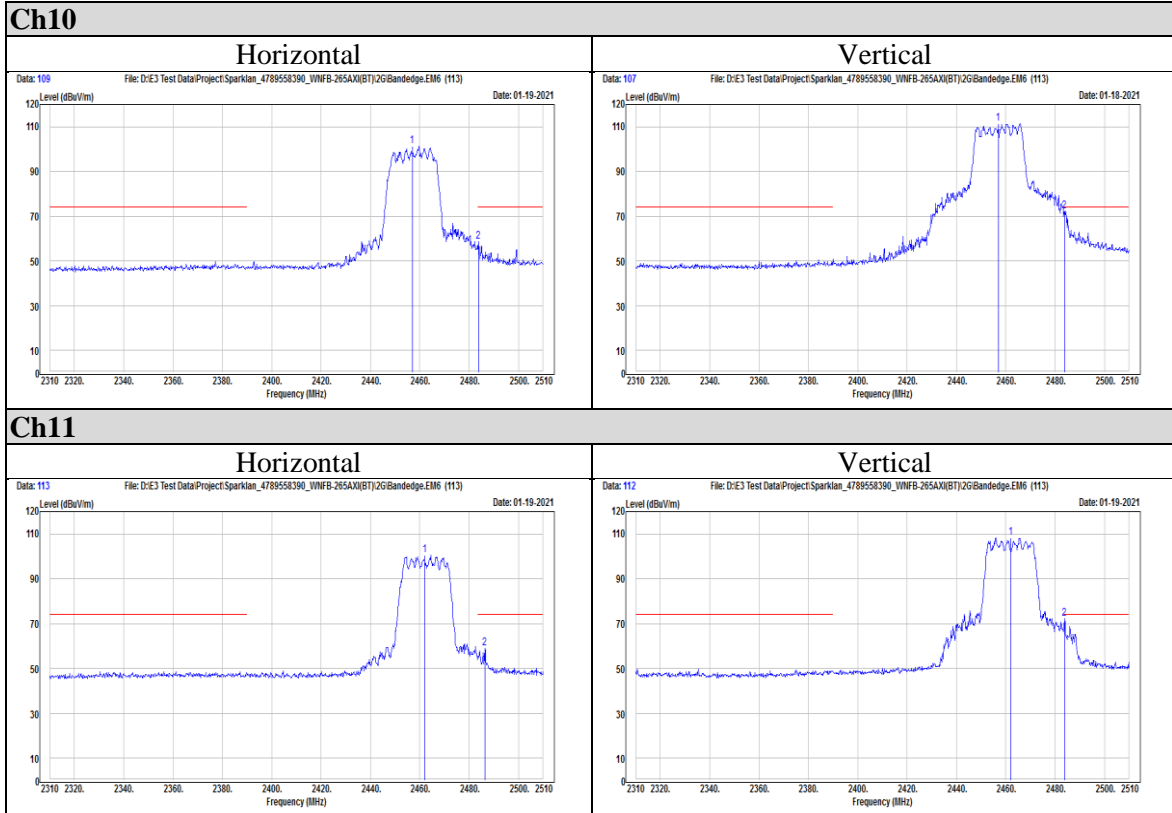 Ch10
Horizontal Vertical
Data: 109 File: D:\E3 Test Data\Project\Sparklan_4789558390_WNFB-265AXI(BT)\2G\Bandedge.EM6 (113)
Level (dBuV/m) Date: 01-19-2021
120
110
90
70
50
30
10
0
1
2
2310 2320. 2340. 2360. 2380. 2400. 2420. 2440. 2460. 2480. 2500. 2510
Frequency (MHz)
Data: 107 File: D:\E3 Test Data\Project\Sparklan_4789558390_WNFB-265AXI(BT)\2G\Bandedge.EM6 (113)
Level (dBuV/m) Date: 01-18-2021
120
110
90
70
50
30
10
0
1
2
2310 2320. 2340. 2360. 2380. 2400. 2420. 2440. 2460. 2480. 2500. 2510
Frequency (MHz)
Ch11
Horizontal Vertical
Data: 113 File: D:\E3 Test Data\Project\Sparklan_4789558390_WNFB-265AXI(BT)\2G\Bandedge.EM6 (113)
Level (dBuV/m) Date: 01-19-2021
120
110
90
70
50
30
10
0
1
2
2310 2320. 2340. 2360. 2380. 2400. 2420. 2440. 2460. 2480. 2500. 2510
Frequency (MHz)
Data: 112 File: D:\E3 Test Data\Project\Sparklan_4789558390_WNFB-265AXI(BT)\2G\Bandedge.EM6 (113)
Level (dBuV/m) Date: 01-19-2021
120
110
90
70
50
30
10
0
1
2
2310 2320. 2340. 2360. 2380. 2400. 2420. 2440. 2460. 2480. 2500. 2510
Frequency (MHz)